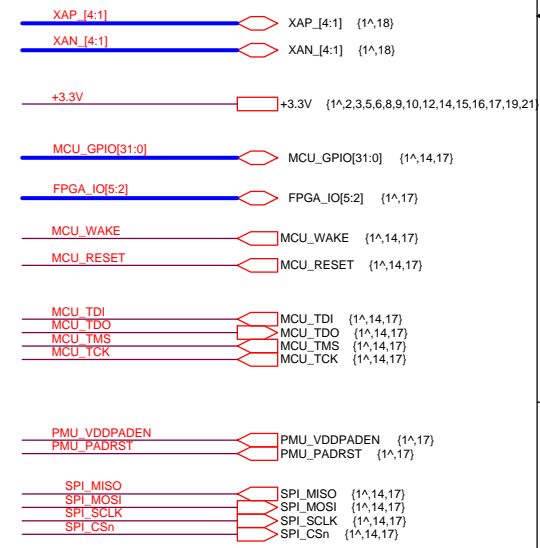 XAP_[4:1] XAP_[4:1] {1^,18}
XAN_[4:1] XAN_[4:1] {1^,18}
+3.3V +3.3V {1^,2,3,5,6,8,9,10,12,14,15,16,17,19,21}
MCU_GPIO[31:0] MCU_GPIO[31:0] {1^,14,17}
FPGA_IO[5:2] FPGA_IO[5:2] {1^,17}
MCU_WAKE MCU_WAKE {1^,14,17}
MCU_RESET MCU_RESET {1^,14,17}
MCU_TDI MCU_TDI {1^,14,17}
MCU_TDO MCU_TDO {1^,14,17}
MCU_TMS MCU_TMS {1^,14,17}
MCU_TCK MCU_TCK {1^,14,17}
PMU_VDDPADEN PMU_VDDPADEN {1^,17}
PMU_PADRST PMU_PADRST {1^,17}
SPI_MISO SPI_MISO {1^,14,17}
SPI_MOSI SPI_MOSI {1^,14,17}
SPI_SCLK SPI_SCLK {1^,14,17}
SPI_CSn SPI_CSn {1^,14,17}